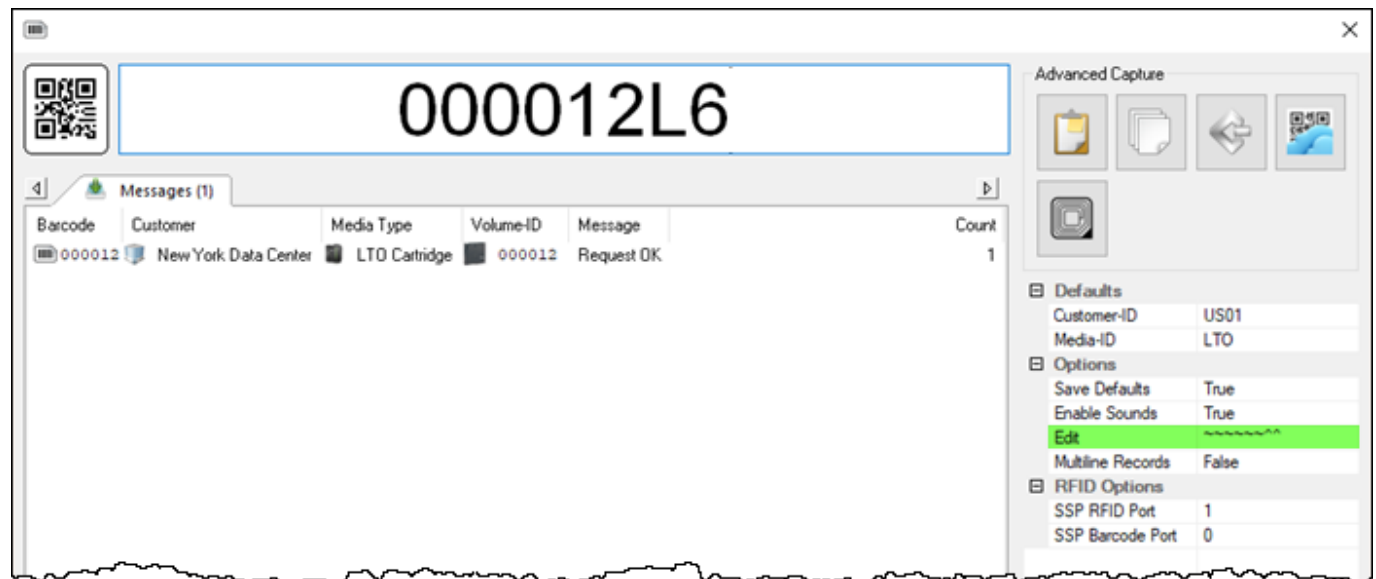 000012L6
Advanced Capture
Messages (1)
Barcode Customer Media Type Volume-ID Message Count
000012 New York Data Center LTO Cartridge 000012 Request OK 1
Defaults
Customer-ID US01
Media-ID LTO
Options
Save Defaults True
Enable Sounds True
Edit ~~~~~~^^
Multiline Records False
RFID Options
SSP RFID Port 1
SSP Barcode Port 0